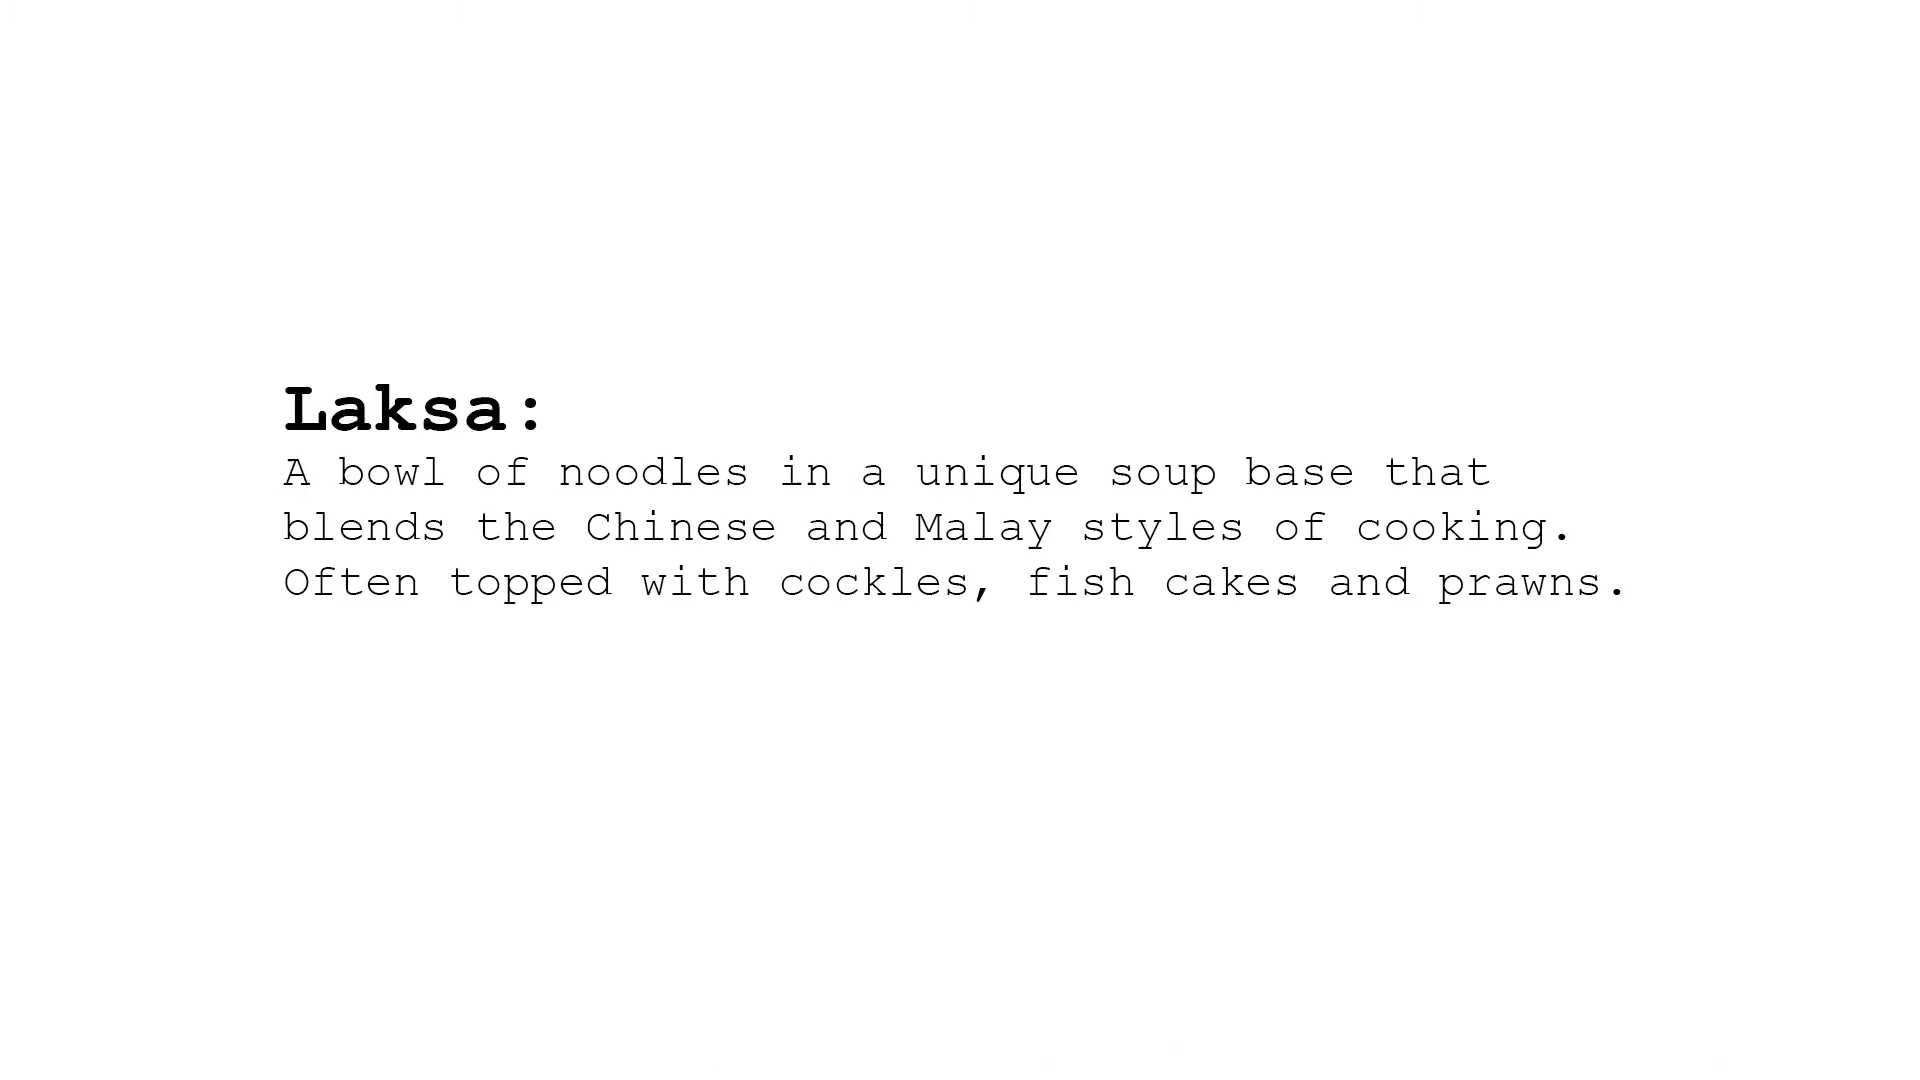 Laksa:
A bowl of noodles in a unique soup base that
blends the Chinese and Malay styles of cooking.
Often topped with cockles, fish cakes and prawns.